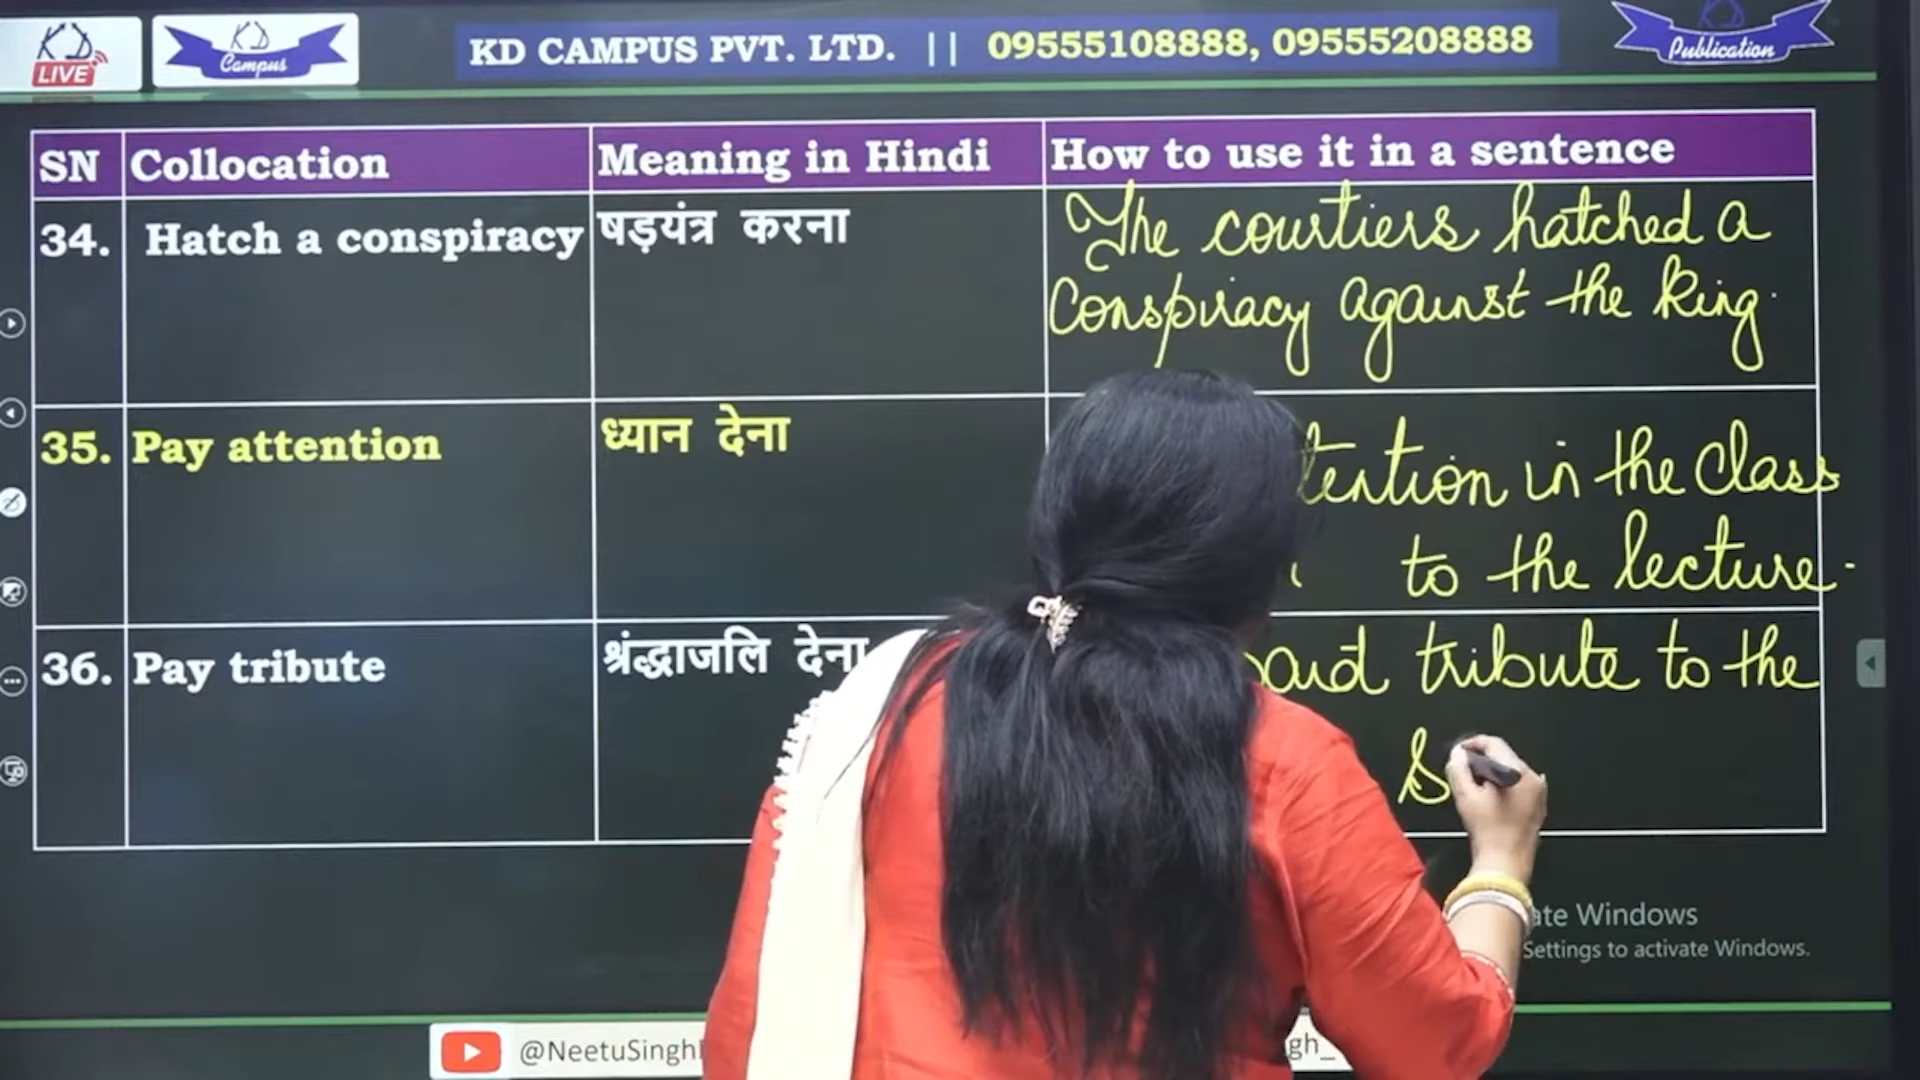 KD
LIVE
KD
Campus
KD CAMPUS PVT. LTD. || 09555108888, 09555208888
KD
Publication
SN Collocation Meaning in Hindi How to use it in a sentence
34. Hatch a conspiracy षड़यंत्र करना The courtiers hatched a
conspiracy against the king.
35. Pay attention ध्यान देना tention in the class
to the lecture.
36. Pay tribute श्रंद्धाजलि देना paid tribute to the
S
ate Windows
Settings to activate Windows.
@NeetuSingh
gh_